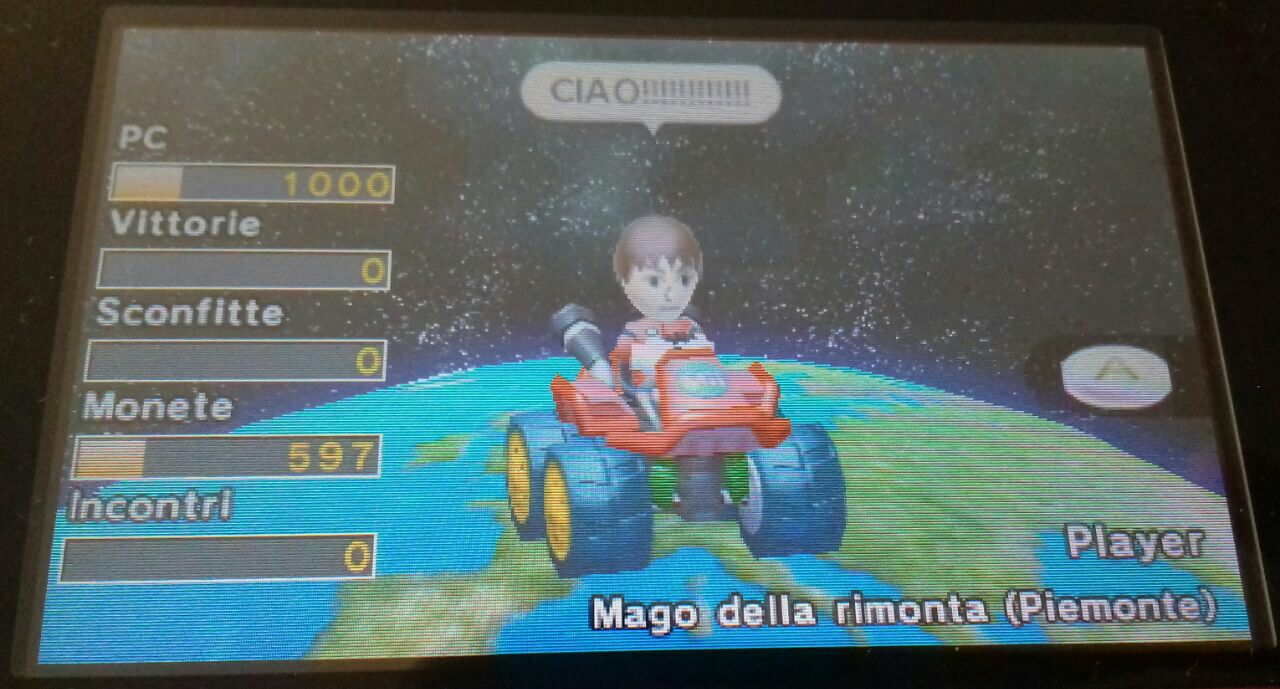 CIAO!!!!!!!!!!!!!
PC
1000
Vittorie
0
Sconfitte
0
Monete
597
Incontri
0
A
Player
Mago della rimonta (Piemonte)